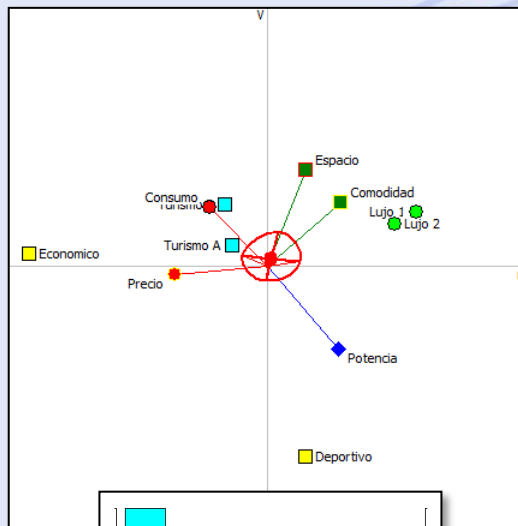 V
Espacio
Consumo
Comodidad
Lujo 1
Lujo 2
Turismo A
Economico
Precio
Potencia
Deportivo